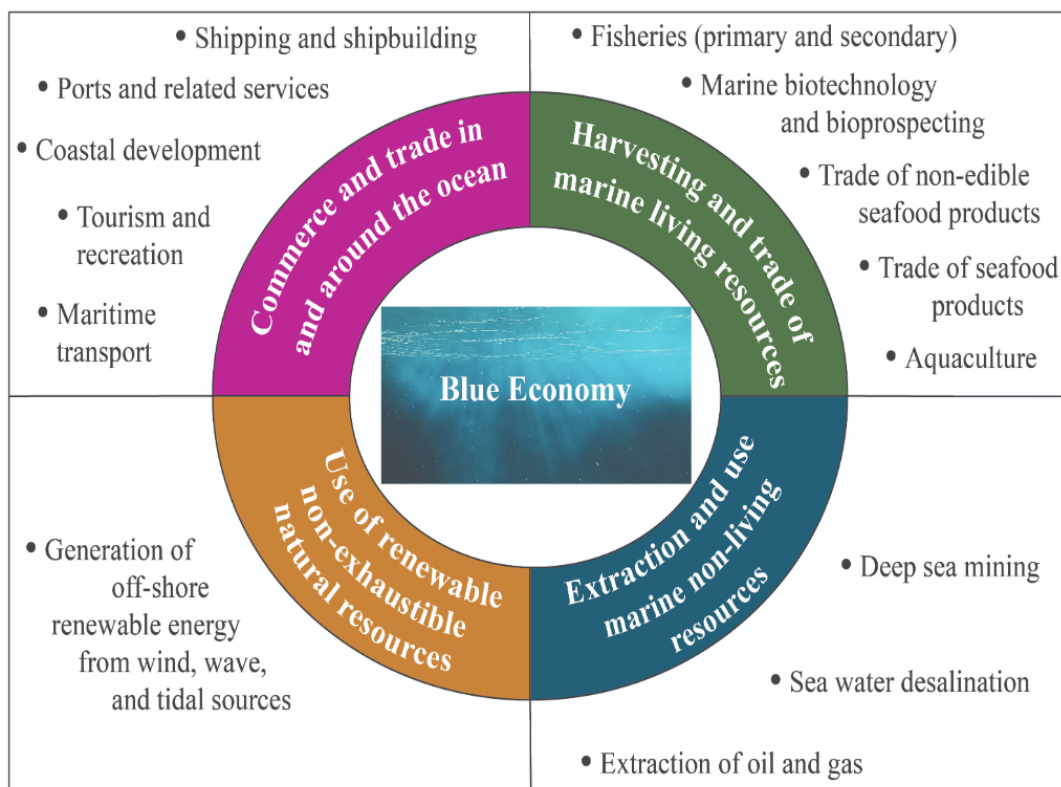 • Shipping and shipbuilding
• Ports and related services
• Coastal development
• Tourism and
recreation
• Maritime
transport
Commerce and trade in
and around the ocean
• Fisheries (primary and secondary)
• Marine biotechnology
and bioprospecting
• Trade of non-edible
seafood products
• Trade of seafood
products
• Aquaculture
Harvesting and trade of
marine living resources
Blue Economy
• Generation of
off-shore
renewable energy
from wind, wave,
and tidal sources
Use of renewable
non-exhaustible
natural resources
Extraction and use
marine non-living
resources
• Deep sea mining
• Sea water desalination
• Extraction of oil and gas